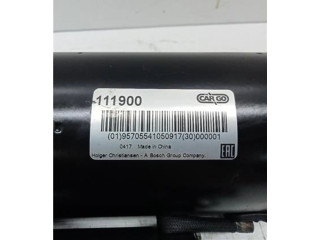 111900
CARGO
(01)95705541050917(30)000001
0417 Made in China
Holger Christiansen - A Bosch Group Company
EAC